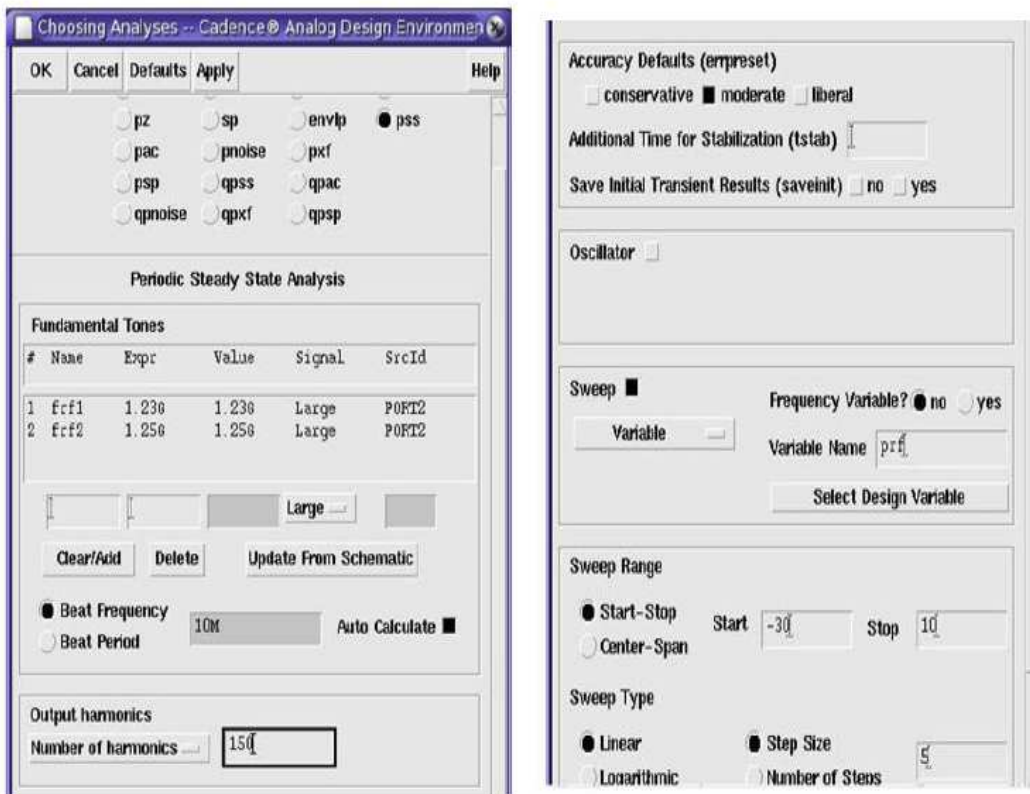 Choosing Analyses -- Cadence® Analog Design Environmen
OK Cancel Defaults Apply Help
pz sp envlp pss
pac pnoise pxf
psp qpss qpac
qpnoise qpxf qpsp
Periodic Steady State Analysis
Fundamental Tones
# Name Expr Value Signal SrcId
1 frf1 1.23G 1.23G Large PORT2
2 frf2 1.25G 1.25G Large PORT2
Large
Clear/Add Delete Update From Schematic
Beat Frequency
Beat Period
10M Auto Calculate
Output harmonics
Number of harmonics 150
Accuracy Defaults (errpreset)
conservative moderate liberal
Additional Time for Stabilization (tstab)
Save Initial Transient Results (saveinit) no yes
Oscillator
Sweep
Frequency Variable? no yes
Variable
Variable Name prf
Select Design Variable
Sweep Range
Start-Stop
Center-Span
Start -30 Stop 10
Sweep Type
Linear Step Size
Logarithmic Number of Steps
5